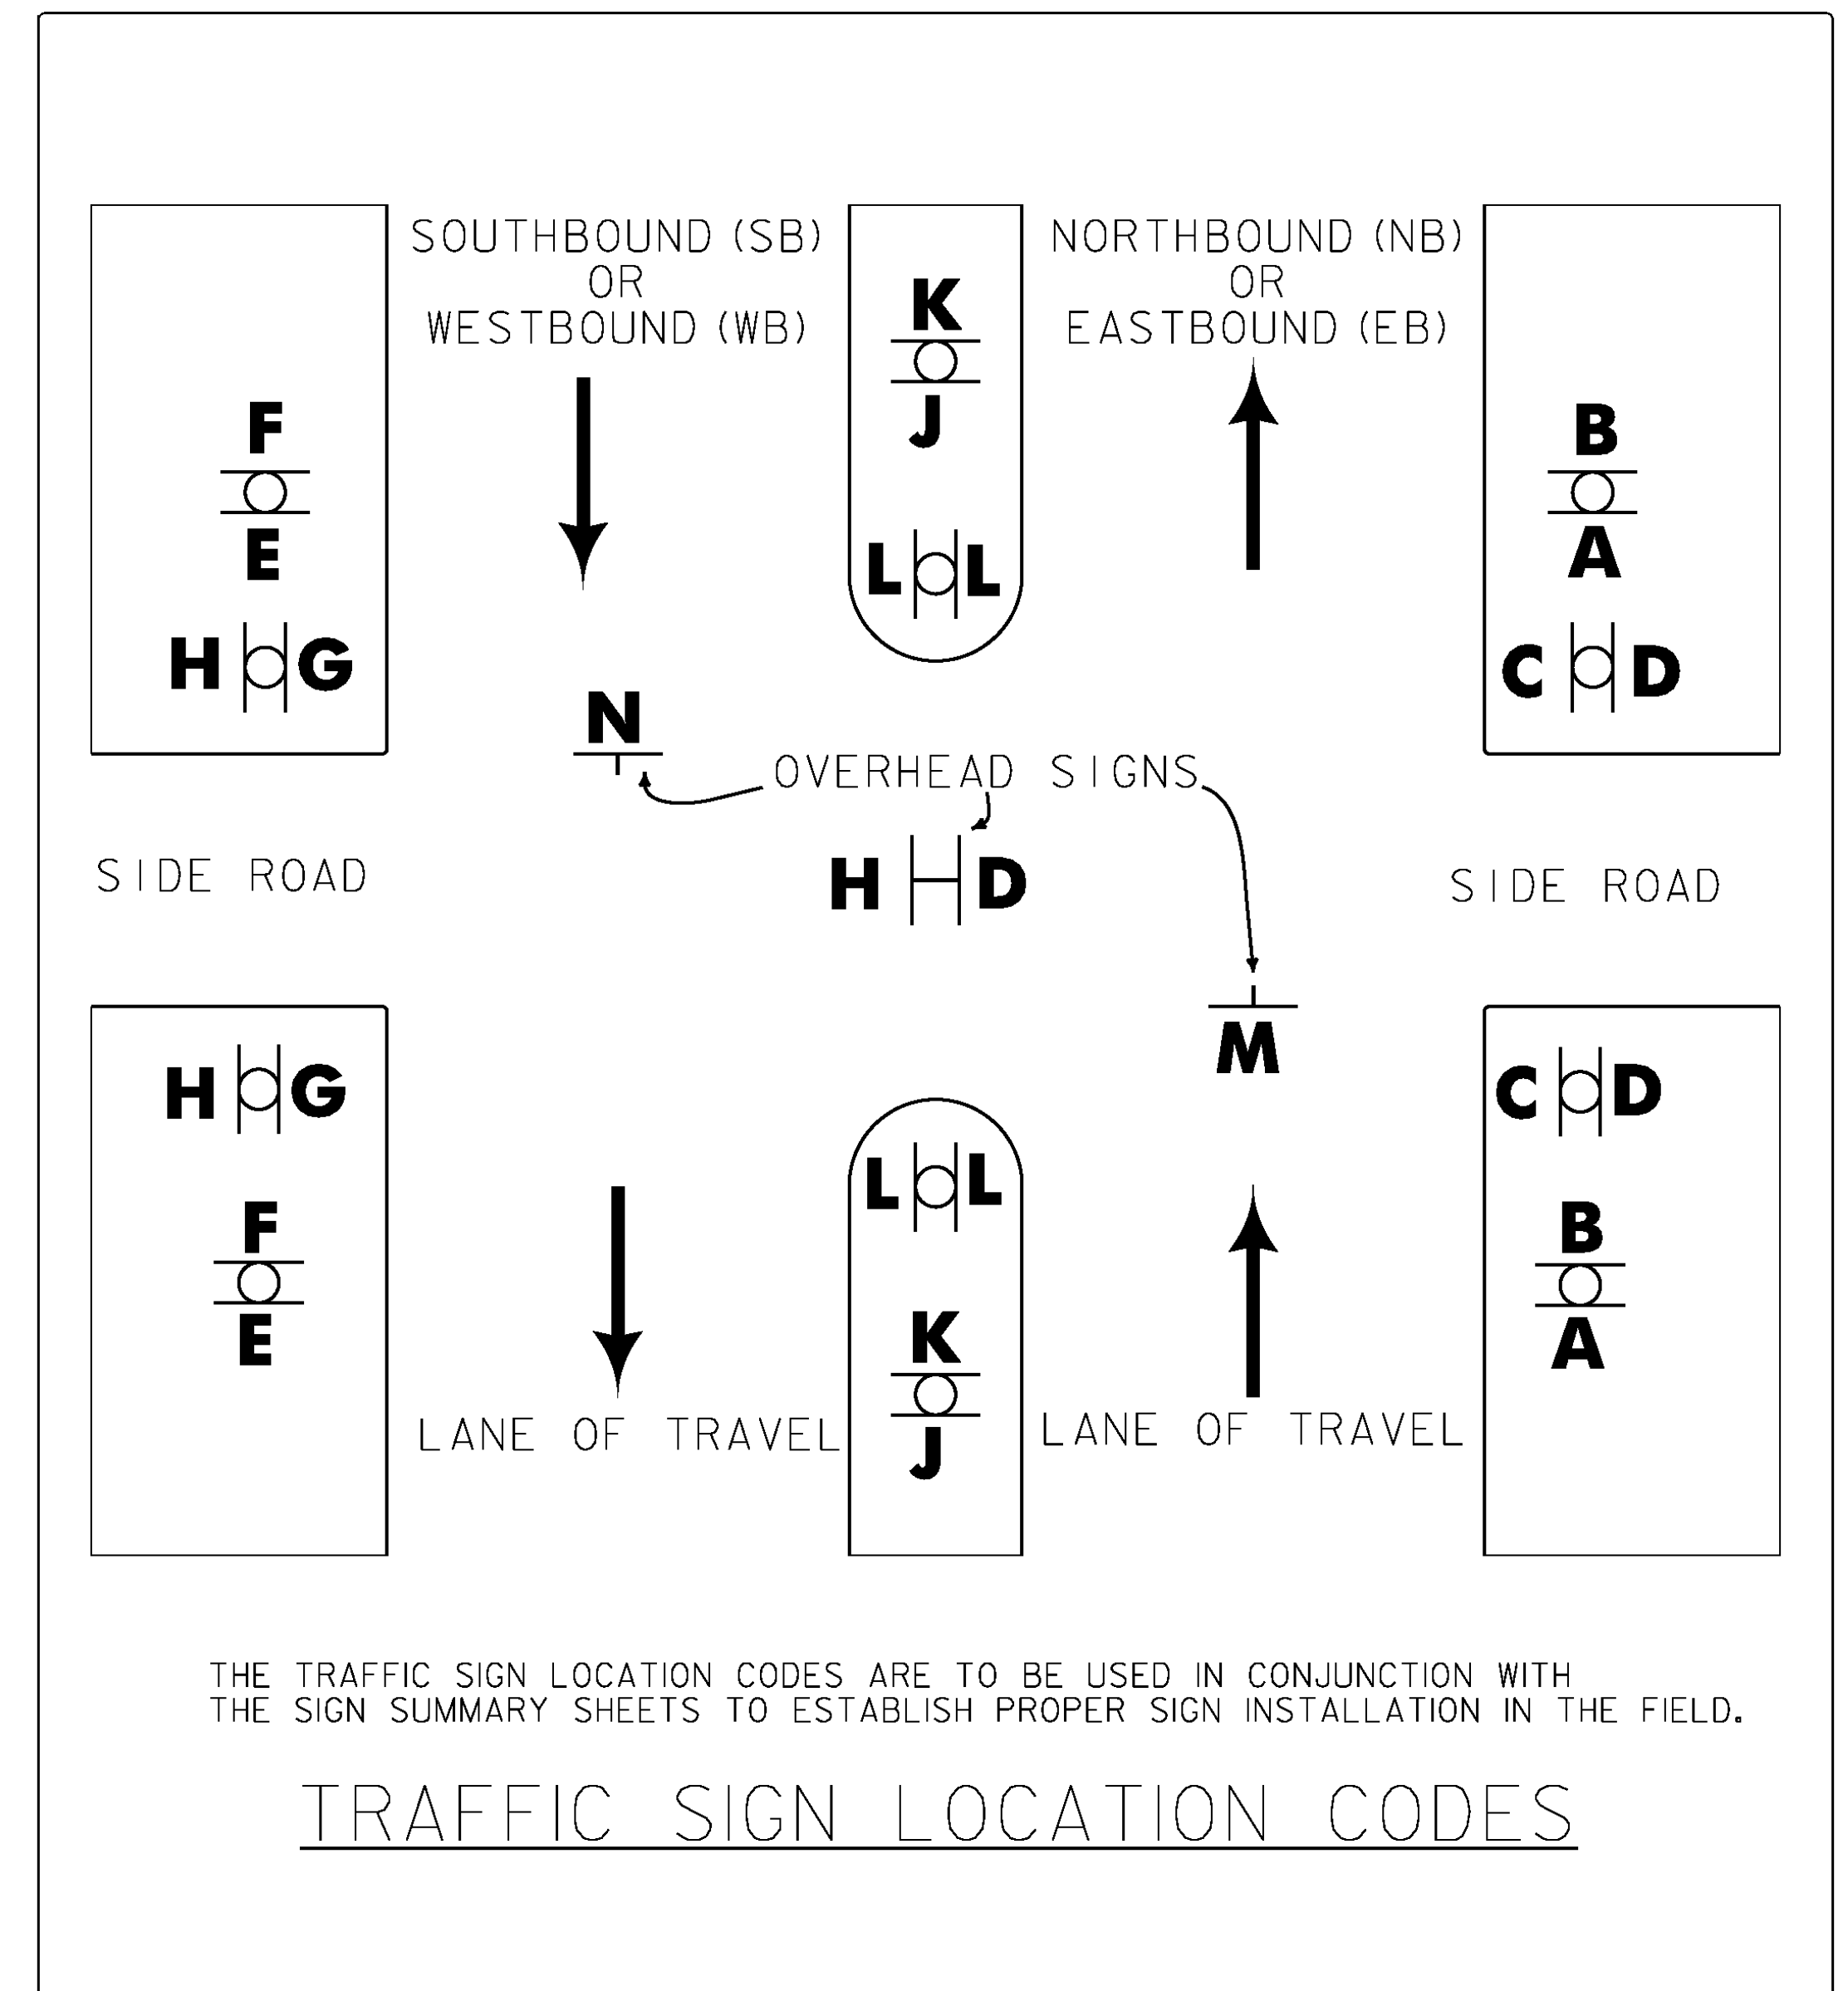 SOUTHBOUND (SB)
OR
WESTBOUND (WB)
NORTHBOUND (NB)
OR
EASTBOUND (EB)
K
J
F
E
B
A
L L
H G
C D
N
OVERHEAD SIGNS
SIDE ROAD
H D
SIDE ROAD
M
H G
C D
L L
F
E
B
A
K
J
LANE OF TRAVEL
LANE OF TRAVEL
THE TRAFFIC SIGN LOCATION CODES ARE TO BE USED IN CONJUNCTION WITH
THE SIGN SUMMARY SHEETS TO ESTABLISH PROPER SIGN INSTALLATION IN THE FIELD.
TRAFFIC SIGN LOCATION CODES